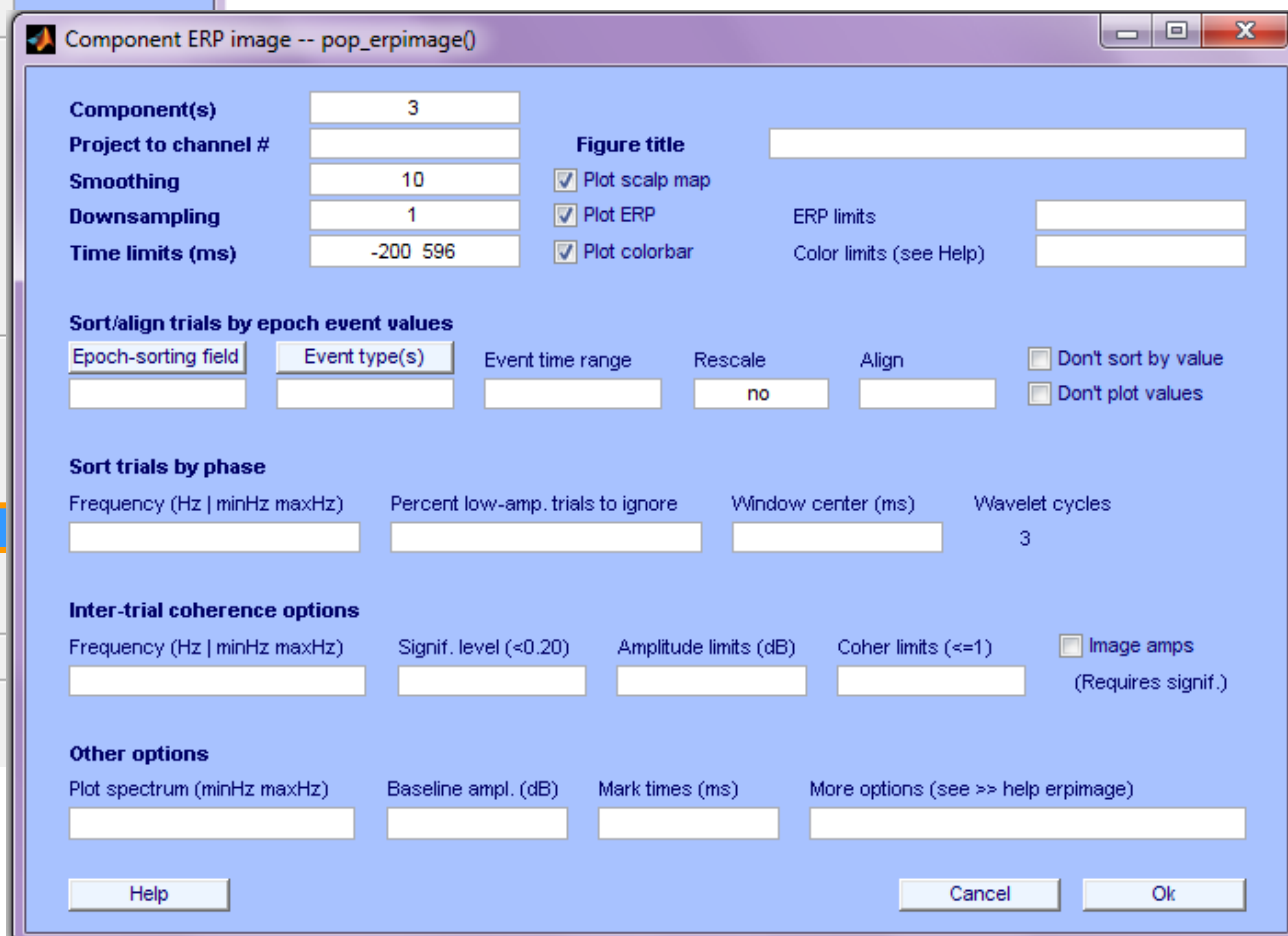 Component ERP image -- pop_erpimage()
Component(s) 3
Project to channel # Figure title
Smoothing 10 Plot scalp map
Downsampling 1 Plot ERP ERP limits
Time limits (ms) -200 596 Plot colorbar Color limits (see Help)
Sort/align trials by epoch event values
Epoch-sorting field Event type(s) Event time range Rescale Align Don't sort by value
no Don't plot values
Sort trials by phase
Frequency (Hz | minHz maxHz) Percent low-amp. trials to ignore Window center (ms) Wavelet cycles
3
Inter-trial coherence options
Frequency (Hz | minHz maxHz) Signif. level (<0.20) Amplitude limits (dB) Coher limits (<=1) Image amps
(Requires signif.)
Other options
Plot spectrum (minHz maxHz) Baseline ampl. (dB) Mark times (ms) More options (see >> help erpimage)
Help Cancel Ok